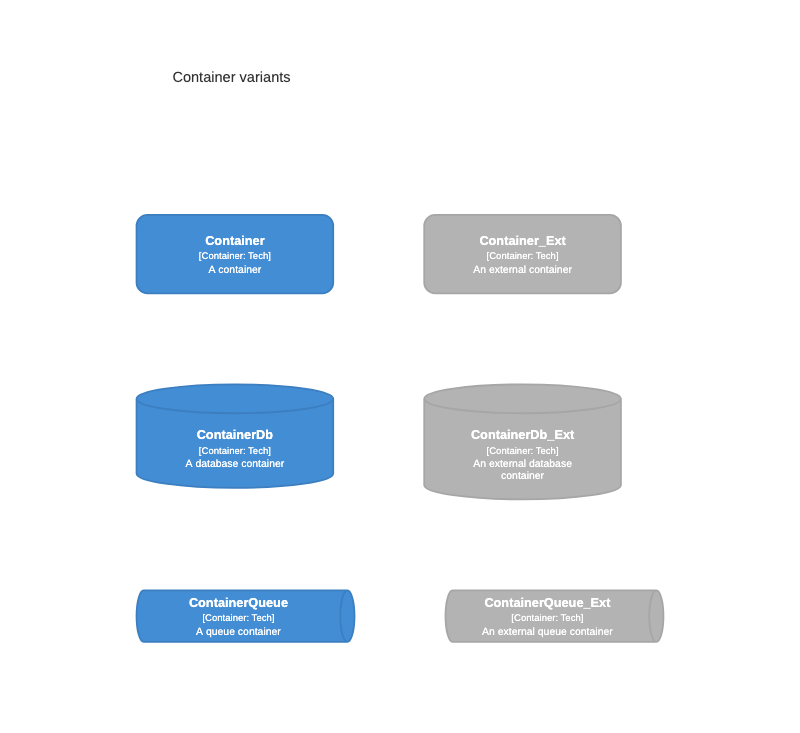 Container variants
Container
[Container: Tech]
A container
Container_Ext
[Container: Tech]
An external container
ContainerDb
[Container: Tech]
A database container
ContainerDb_Ext
[Container: Tech]
An external database
container
ContainerQueue
[Container: Tech]
A queue container
ContainerQueue_Ext
[Container: Tech]
An external queue container